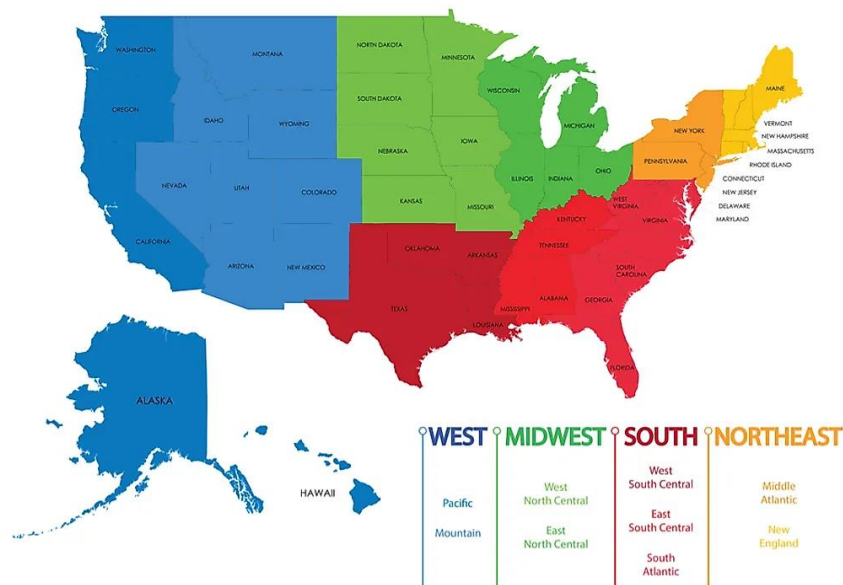 WASHINGTON
MONTANA
NORTH DAKOTA
MINNESOTA
OREGON
IDAHO
WYOMING
SOUTH DAKOTA
WISCONSIN
MICHIGAN
MAINE
NEW YORK
VERMONT
NEW HAMPSHIRE
MASSACHUSETTS
RHODE ISLAND
CONNECTICUT
NEW JERSEY
DELAWARE
MARYLAND
NEVADA
UTAH
COLORADO
NEBRASKA
IOWA
ILLINOIS
INDIANA
OHIO
PENNSYLVANIA
CALIFORNIA
KANSAS
MISSOURI
WEST
VIRGINIA
VIRGINIA
KENTUCKY
ARIZONA
NEW MEXICO
OKLAHOMA
ARKANSAS
TENNESSEE
SOUTH
CAROLINA
TEXAS
LOUISIANA
MISSISSIPPI
ALABAMA
GEORGIA
FLORIDA
ALASKA
HAWAII
WEST
Pacific
Mountain
MIDWEST
West
North Central
East
North Central
SOUTH
West
South Central
East
South Central
South
Atlantic
NORTHEAST
Middle
Atlantic
New
England